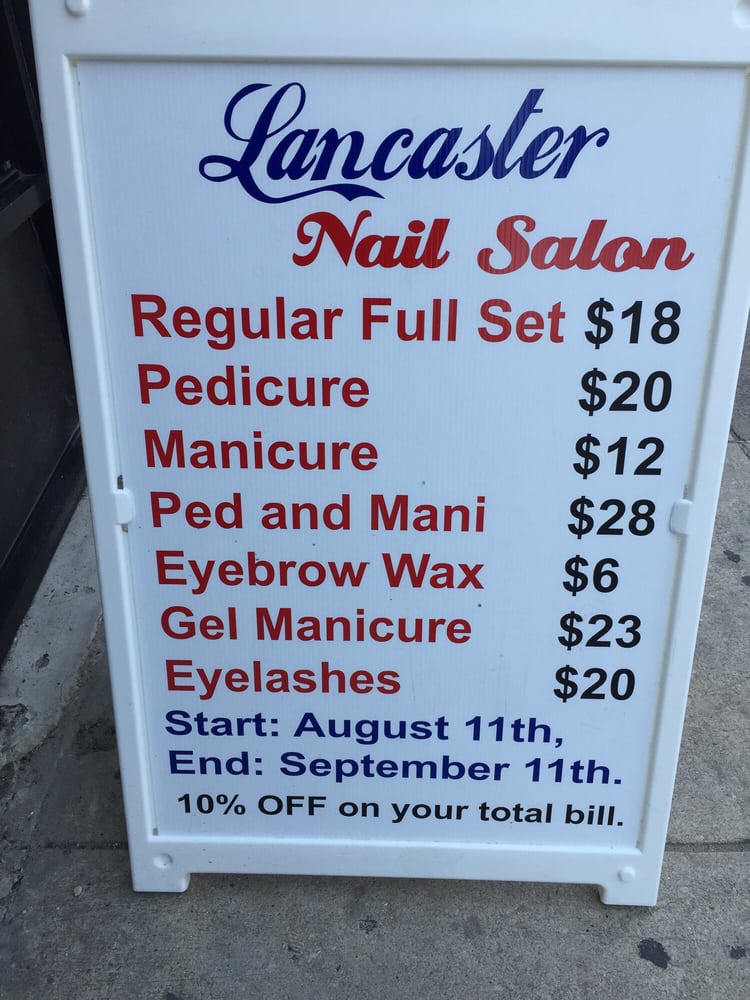 Lancaster
Nail Salon
Regular Full Set $18
Pedicure $20
Manicure $12
Ped and Mani $28
Eyebrow Wax $6
Gel Manicure $23
Eyelashes $20
Start: August 11th,
End: September 11th.
10% OFF on your total bill.